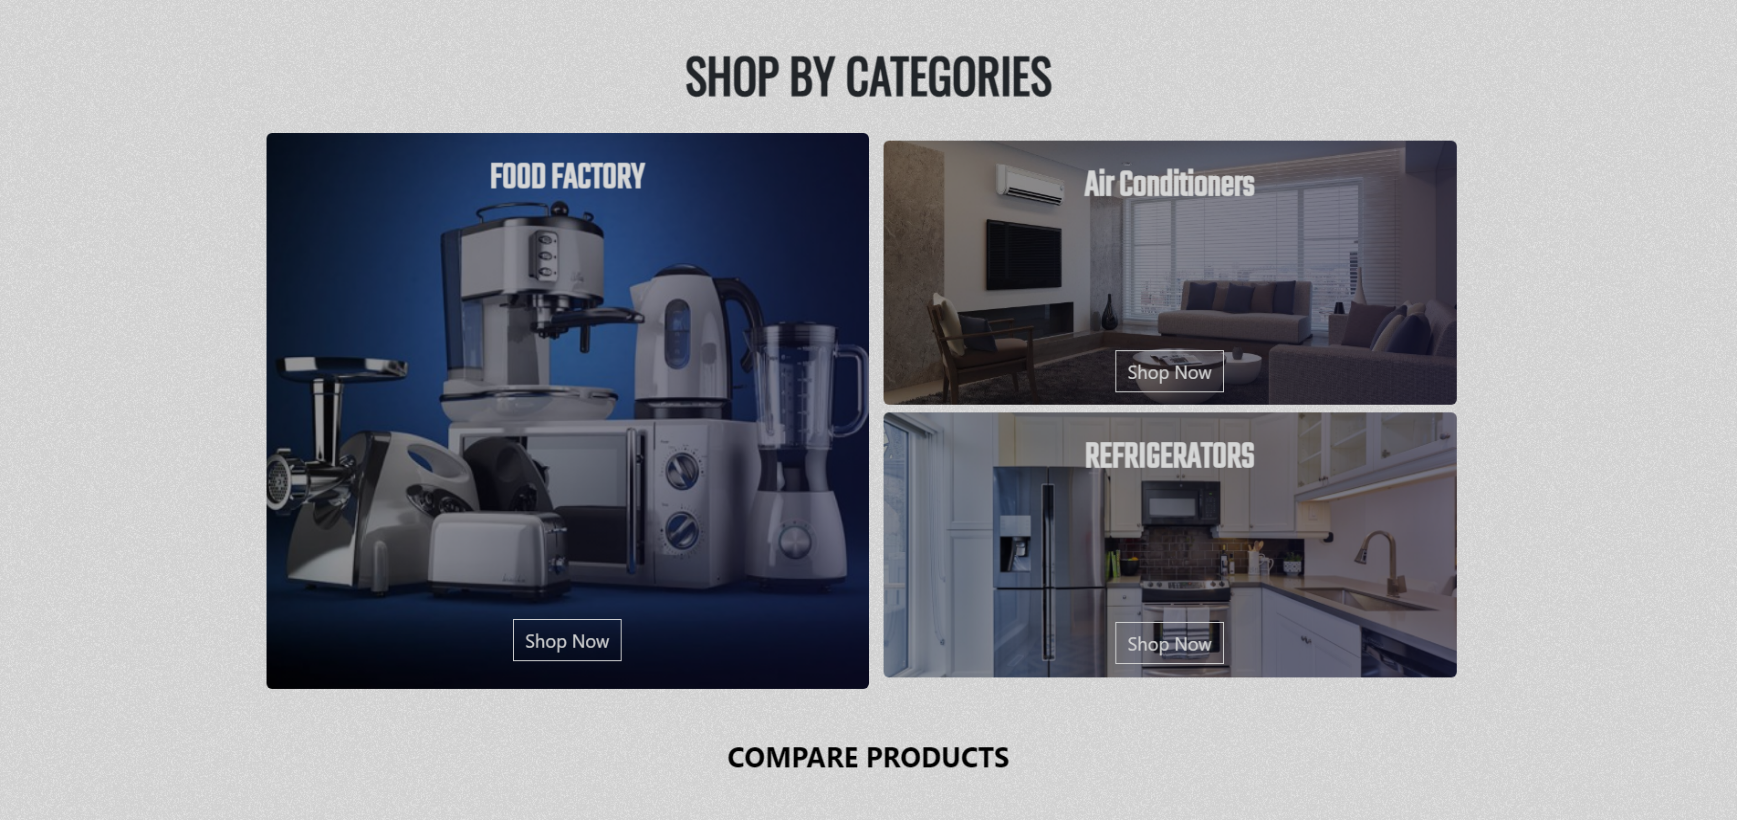 SHOP BY CATEGORIES
FOOD FACTORY
Shop Now
Air Conditioners
Shop Now
REFRIGERATORS
Shop Now
COMPARE PRODUCTS